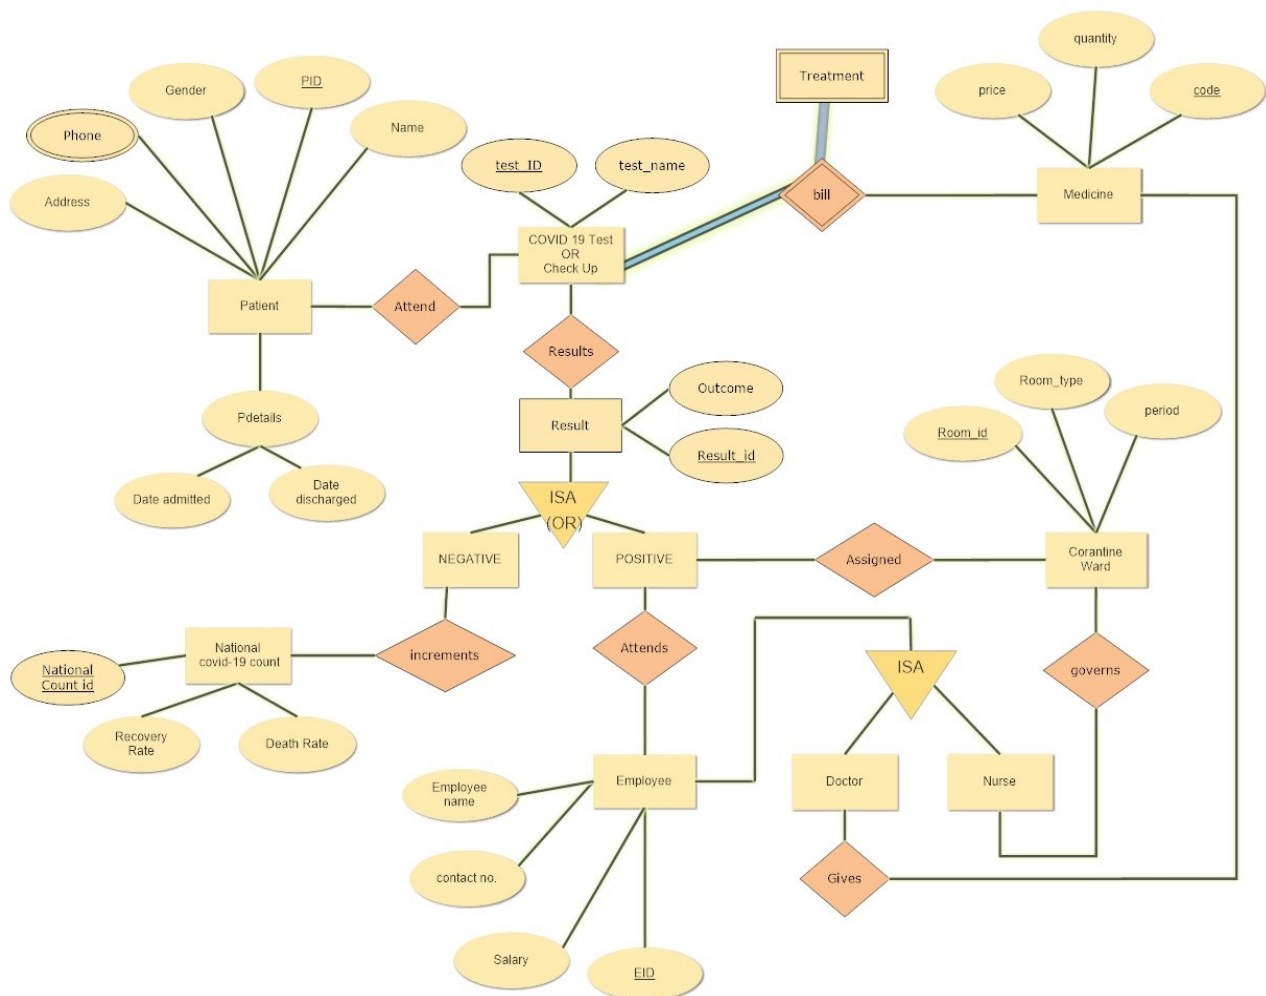 quantity
Treatment
price
code
Gender
PID
Phone
Name
test_ID
test_name
bill
Medicine
Address
COVID 19 Test
OR
Check Up
Patient
Attend
Results
Outcome
Room_type
period
Pdetails
Result
Room_id
Result_id
Date admitted
Date
discharged
ISA
(OR)
NEGATIVE
POSITIVE
Assigned
Corantine
Ward
National
covid-19 count
increments
Attends
ISA
governs
National
Count id
Recovery
Rate
Death Rate
Employee
name
Employee
Doctor
Nurse
contact no.
Gives
Salary
EID